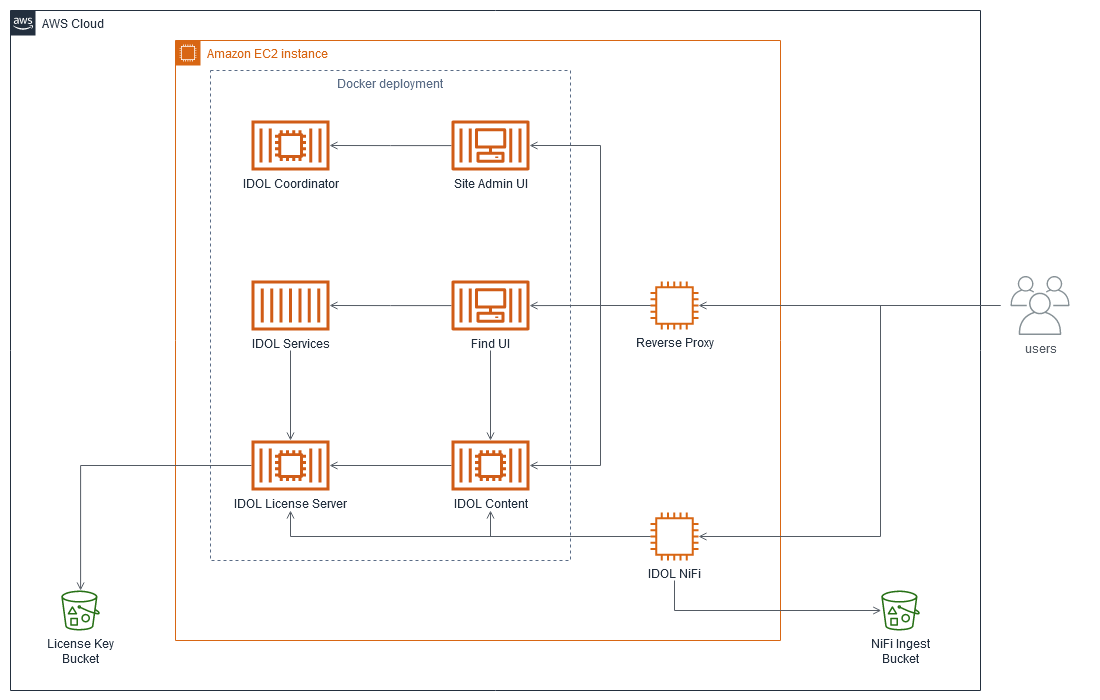 aws
AWS Cloud
Amazon EC2 instance
Docker deployment
IDOL Coordinator
Site Admin UI
IDOL Services
Find UI
Reverse Proxy
users
IDOL License Server
IDOL Content
IDOL NiFi
License Key
Bucket
NiFi Ingest
Bucket